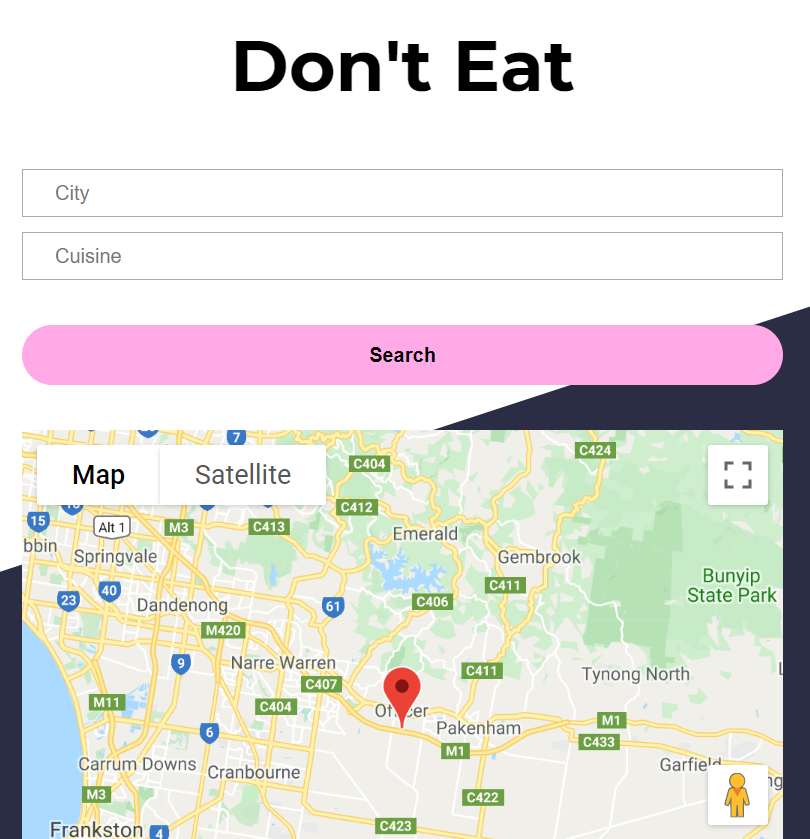 Don't Eat
City
Cuisine
Search
7
C424
Map
Satellite
C404
C412
15
Alt 1
M3
C413
Emerald
bbin
Springvale
Gembrook
Bunyip
State Park
40
23
Dandenong
61
C406
C411
M420
9
Narre Warren
C411
Tynong North
C407
M11
C404
Officer
Pakenham
M1
6
M1
C433
Carrum Downs
Cranbourne
Garfield
M3
C422
ng
Frankston
4
C423